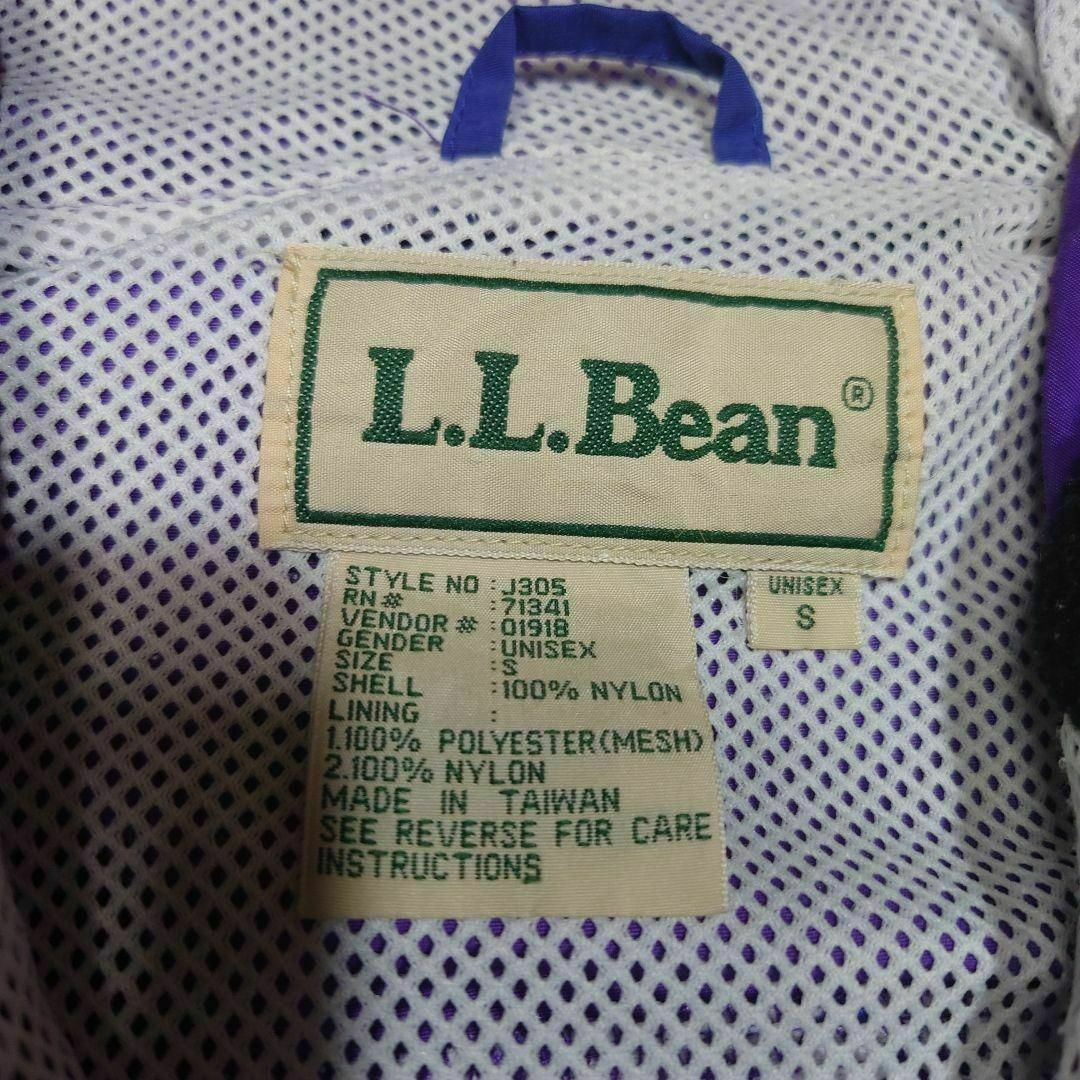 L.L.Bean®
STYLE NO : J305
RN# : 71341
VENDOR # : 01918
GENDER : UNISEX
SIZE : S
SHELL : 100% NYLON
LINING :
1.100% POLYESTER(MESH)
2.100% NYLON
MADE IN TAIWAN
SEE REVERSE FOR CARE
INSTRUCTIONS
UNISEX
S